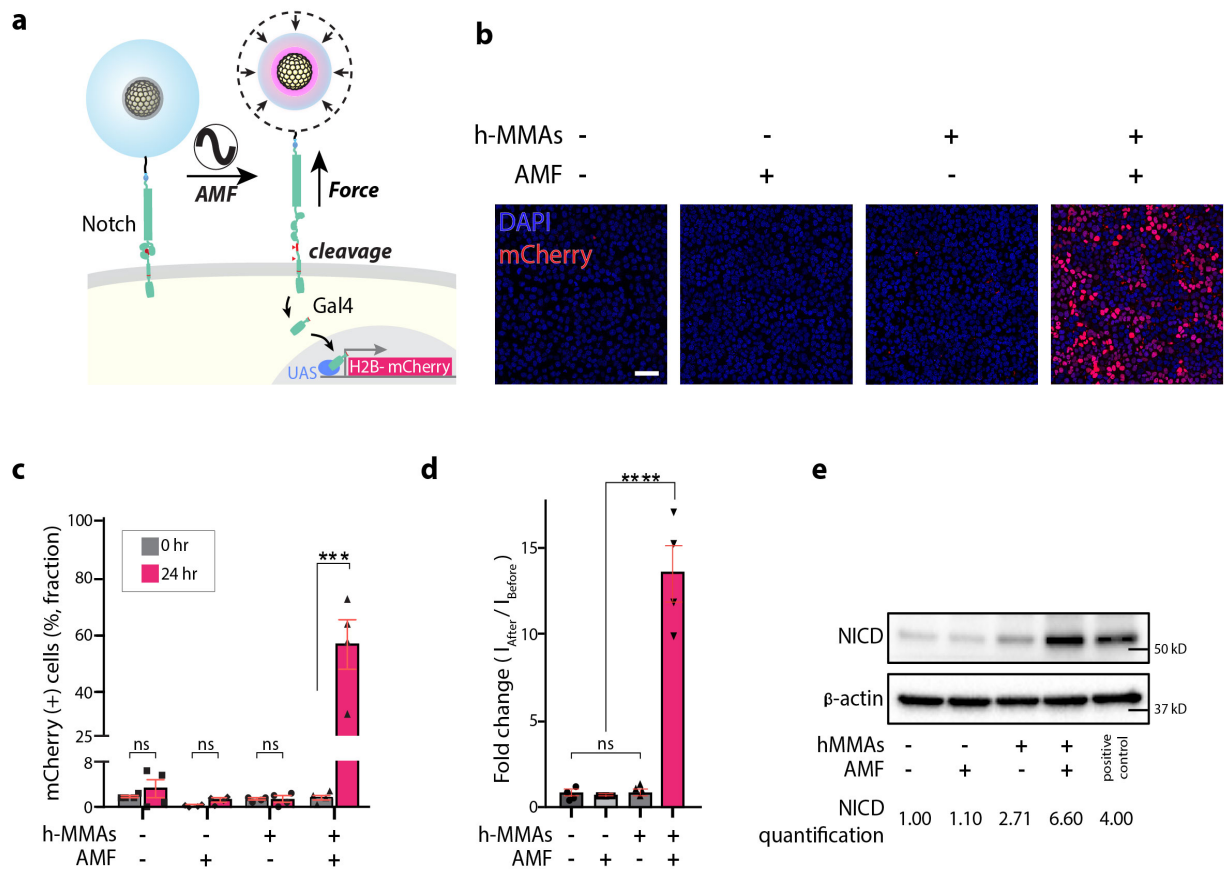 a
AMF
Notch
Force
cleavage
Gal4
UAS
H2B- mCherry
b
h-MMAs - - + +
AMF - + - +
DAPI
mCherry
c
mCherry (+) cells (%, fraction)
100
80
60
40
25
8
0
0 hr
24 hr
ns
ns
ns
***
h-MMAs - - + +
AMF - + - +
d
Fold change ( I After / I Before )
15
10
5
0
ns
****
h-MMAs - - + +
AMF - + - +
e
NICD
50 kD
β-actin
37 kD
hMMAs - - + +
AMF - + - +
positive
control
NICD
quantification
1.00 1.10 2.71 6.60 4.00